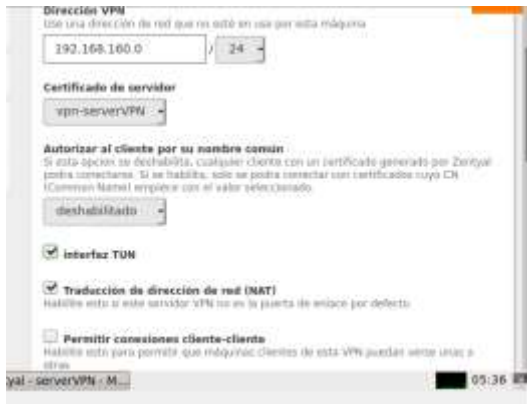 Dirección VPN
Use una dirección de red que no esté en uso por esta máquina
192.168.160.0 / 24
Certificado de servidor
vpn-serverVPN
Autorizar al cliente por su nombre común
Si esta opcion se deshabilita, cualquier cliente con un certificado generado por Zentyal
podra conectarse. Si se habilita, solo se podra conectar con certificados cuyo CN
(Common Name) empiece con el valor seleccionado.
deshabilitado
interfaz TUN
Traducción de dirección de red (NAT)
Habilite esto si este servidor VPN no es la puerta de enlace por defecto
Permitir conexiones cliente-cliente
Habilite esto para permitir que máquinas clientes de esta VPN puedan verse unas a
otras
yal - serverVPN - M...
05:36